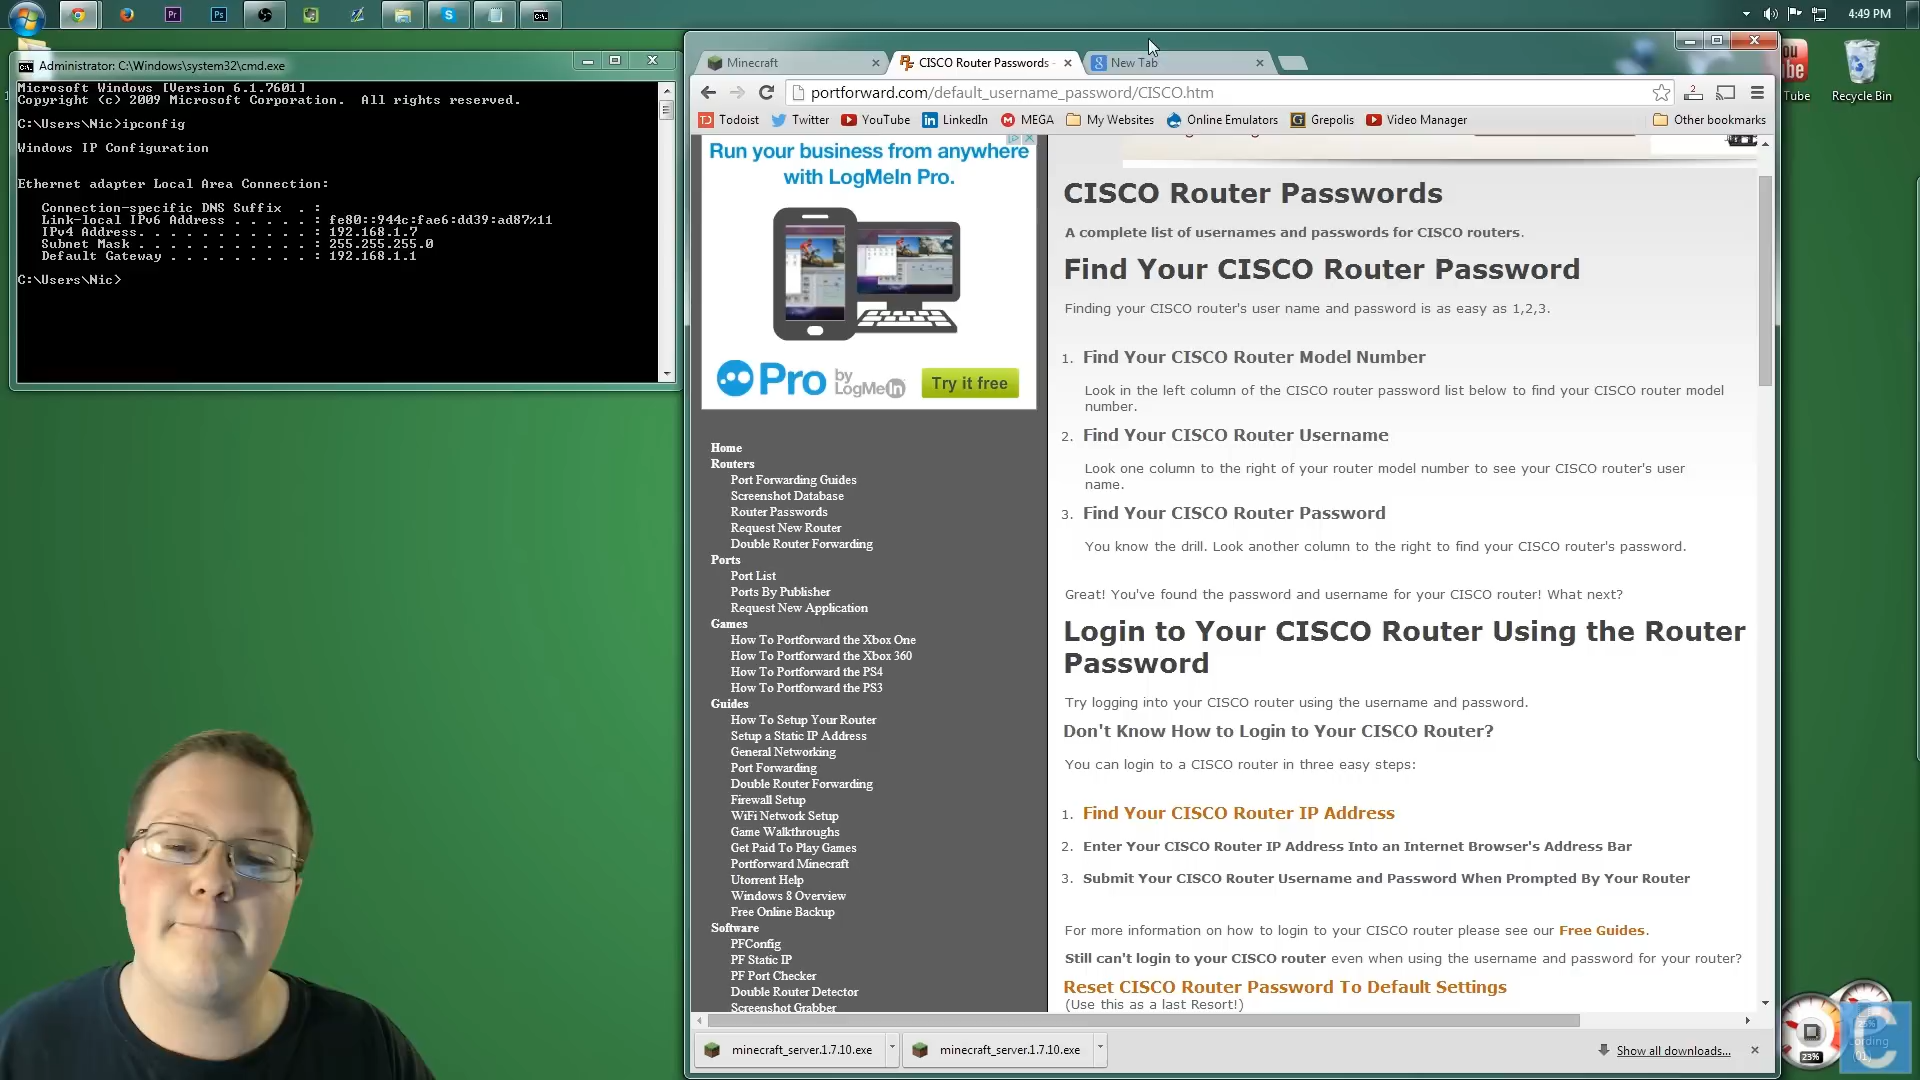 4:49 PM
Administrator: C:\Windows\system32\cmd.exe
Microsoft Windows [Version 6.1.7601]
Copyright (c) 2009 Microsoft Corporation.  All rights reserved.
C:\Users\Nic>ipconfig
Windows IP Configuration
Ethernet adapter Local Area Connection:
Connection-specific DNS Suffix  . :
Link-local IPv6 Address . . . . . : fe80::944c:fae6:dd39:ad87%11
IPv4 Address. . . . . . . . . . . : 192.168.1.7
Subnet Mask . . . . . . . . . . . : 255.255.255.0
Default Gateway . . . . . . . . . : 192.168.1.1
C:\Users\Nic>
Minecraft
CISCO Router Passwords -
New Tab
portforward.com/default_username_password/CISCO.htm
2
Todoist
Twitter
YouTube
LinkedIn
MEGA
My Websites
Online Emulators
Grepolis
Video Manager
Other bookmarks
Tube
Recycle Bin
Run your business from anywhere
with LogMeIn Pro.
Pro by LogMeIn
Try it free
Home
Routers
Port Forwarding Guides
Screenshot Database
Router Passwords
Request New Router
Double Router Forwarding
Ports
Port List
Ports By Publisher
Request New Application
Games
How To Portforward the Xbox One
How To Portforward the Xbox 360
How To Portforward the PS4
How To Portforward the PS3
Guides
How To Setup Your Router
Setup a Static IP Address
General Networking
Port Forwarding
Double Router Forwarding
Firewall Setup
WiFi Network Setup
Game Walkthroughs
Get Paid To Play Games
Portforward Minecraft
Utorrent Help
Windows 8 Overview
Free Online Backup
Software
PFConfig
PF Static IP
PF Port Checker
Double Router Detector
Screenshot Grabber
CISCO Router Passwords
A complete list of usernames and passwords for CISCO routers.
Find Your CISCO Router Password
Finding your CISCO router's user name and password is as easy as 1,2,3.
1. Find Your CISCO Router Model Number
Look in the left column of the CISCO router password list below to find your CISCO router model
number.
2. Find Your CISCO Router Username
Look one column to the right of your router model number to see your CISCO router's user
name.
3. Find Your CISCO Router Password
You know the drill. Look another column to the right to find your CISCO router's password.
Great! You've found the password and username for your CISCO router! What next?
Login to Your CISCO Router Using the Router
Password
Try logging into your CISCO router using the username and password.
Don't Know How to Login to Your CISCO Router?
You can login to a CISCO router in three easy steps:
1. Find Your CISCO Router IP Address
2. Enter Your CISCO Router IP Address Into an Internet Browser's Address Bar
3. Submit Your CISCO Router Username and Password When Prompted By Your Router
For more information on how to login to your CISCO router please see our Free Guides.
Still can't login to your CISCO router even when using the username and password for your router?
Reset CISCO Router Password To Default Settings
(Use this as a last Resort!)
minecraft_server.1.7.10.exe
minecraft_server.1.7.10.exe
Show all downloads...
23%